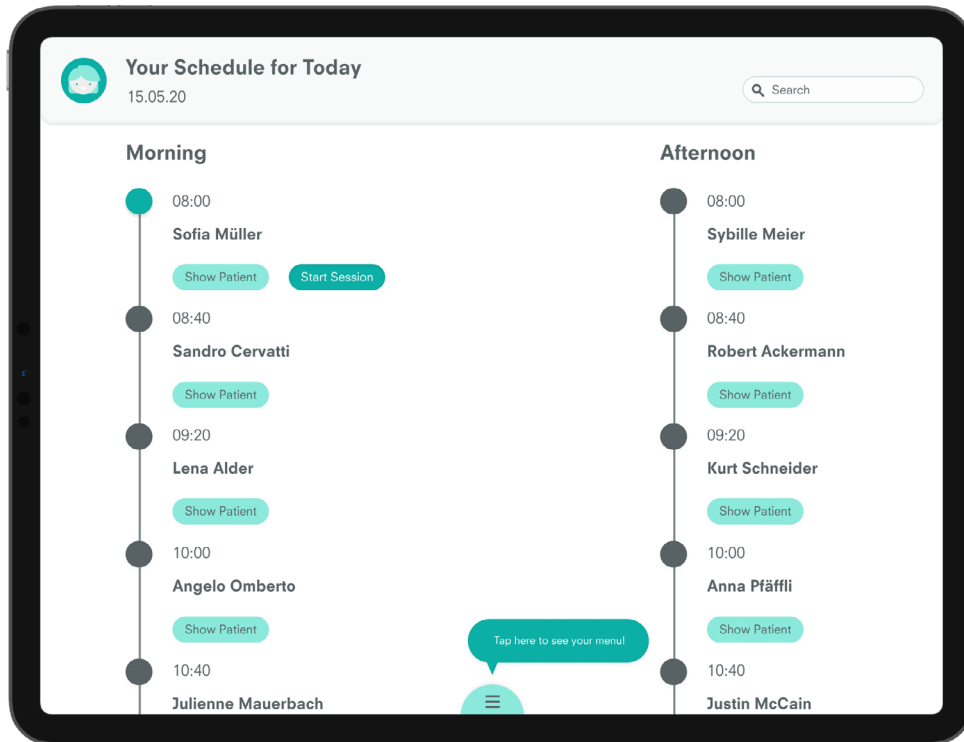 Your Schedule for Today
15.05.20
Search
Morning
08:00
Sofia Müller
Show Patient
Start Session
08:40
Sandro Cervatti
Show Patient
09:20
Lena Alder
Show Patient
10:00
Angelo Omberto
Show Patient
10:40
Julienne Mauerbach
Afternoon
08:00
Sybille Meier
Show Patient
08:40
Robert Ackermann
Show Patient
09:20
Kurt Schneider
Show Patient
10:00
Anna Pfäffli
Show Patient
10:40
Justin McCain
Tap here to see your menu!